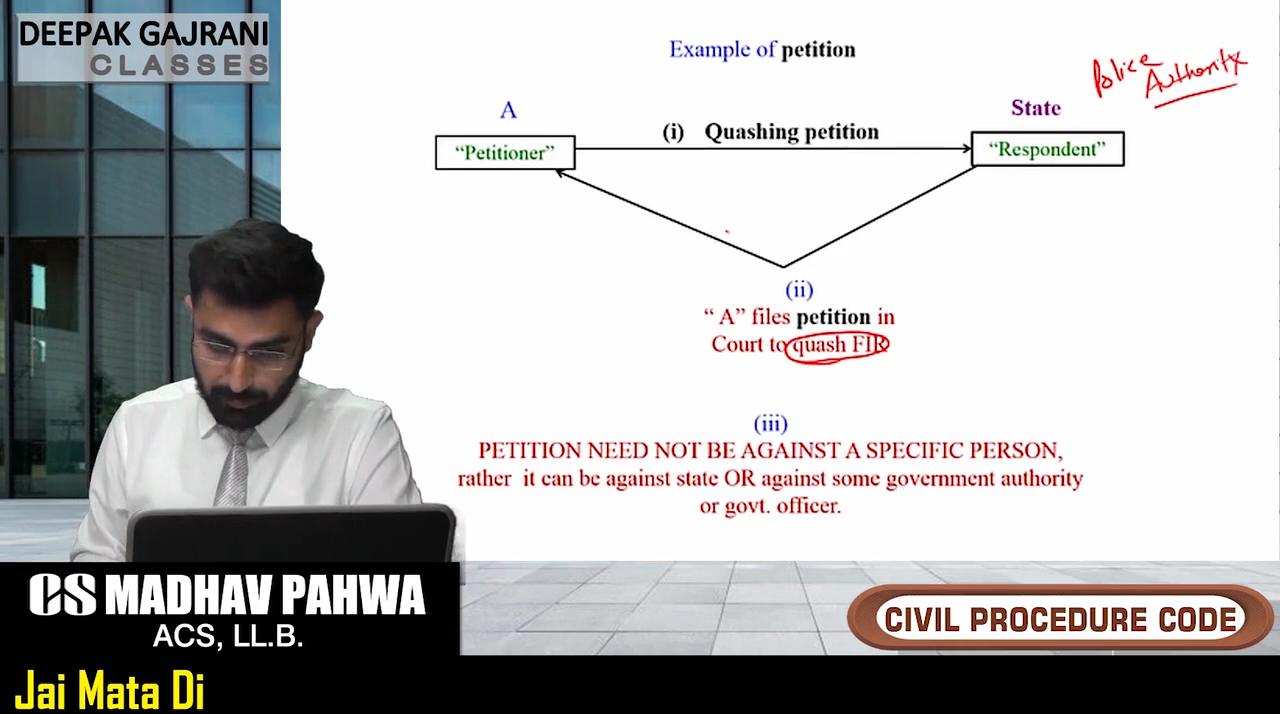 DEEPAK GAJRANI
CLASSES
Example of petition
Police
Authority
A
State
(i) Quashing petition
“Petitioner”
“Respondent”
(ii)
“ A” files petition in
Court to quash FIR
(iii)
PETITION NEED NOT BE AGAINST A SPECIFIC PERSON,
rather it can be against state OR against some government authority
or govt. officer.
CS MADHAV PAHWA
ACS, LL.B.
CIVIL PROCEDURE CODE
Jai Mata Di